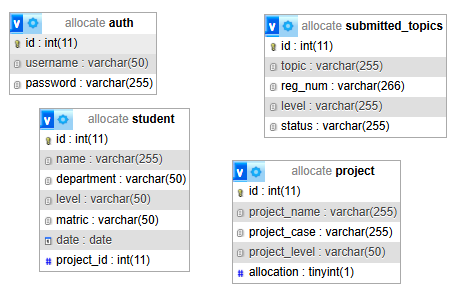 allocate auth
id : int(11)
username : varchar(50)
password : varchar(255)
allocate submitted_topics
id : int(11)
topic : varchar(255)
reg_num : varchar(266)
level : varchar(255)
status : varchar(255)
allocate student
id : int(11)
name : varchar(255)
department : varchar(50)
level : varchar(50)
matric : varchar(50)
date : date
project_id : int(11)
allocate project
id : int(11)
project_name : varchar(255)
project_case : varchar(255)
project_level : varchar(50)
allocation : tinyint(1)